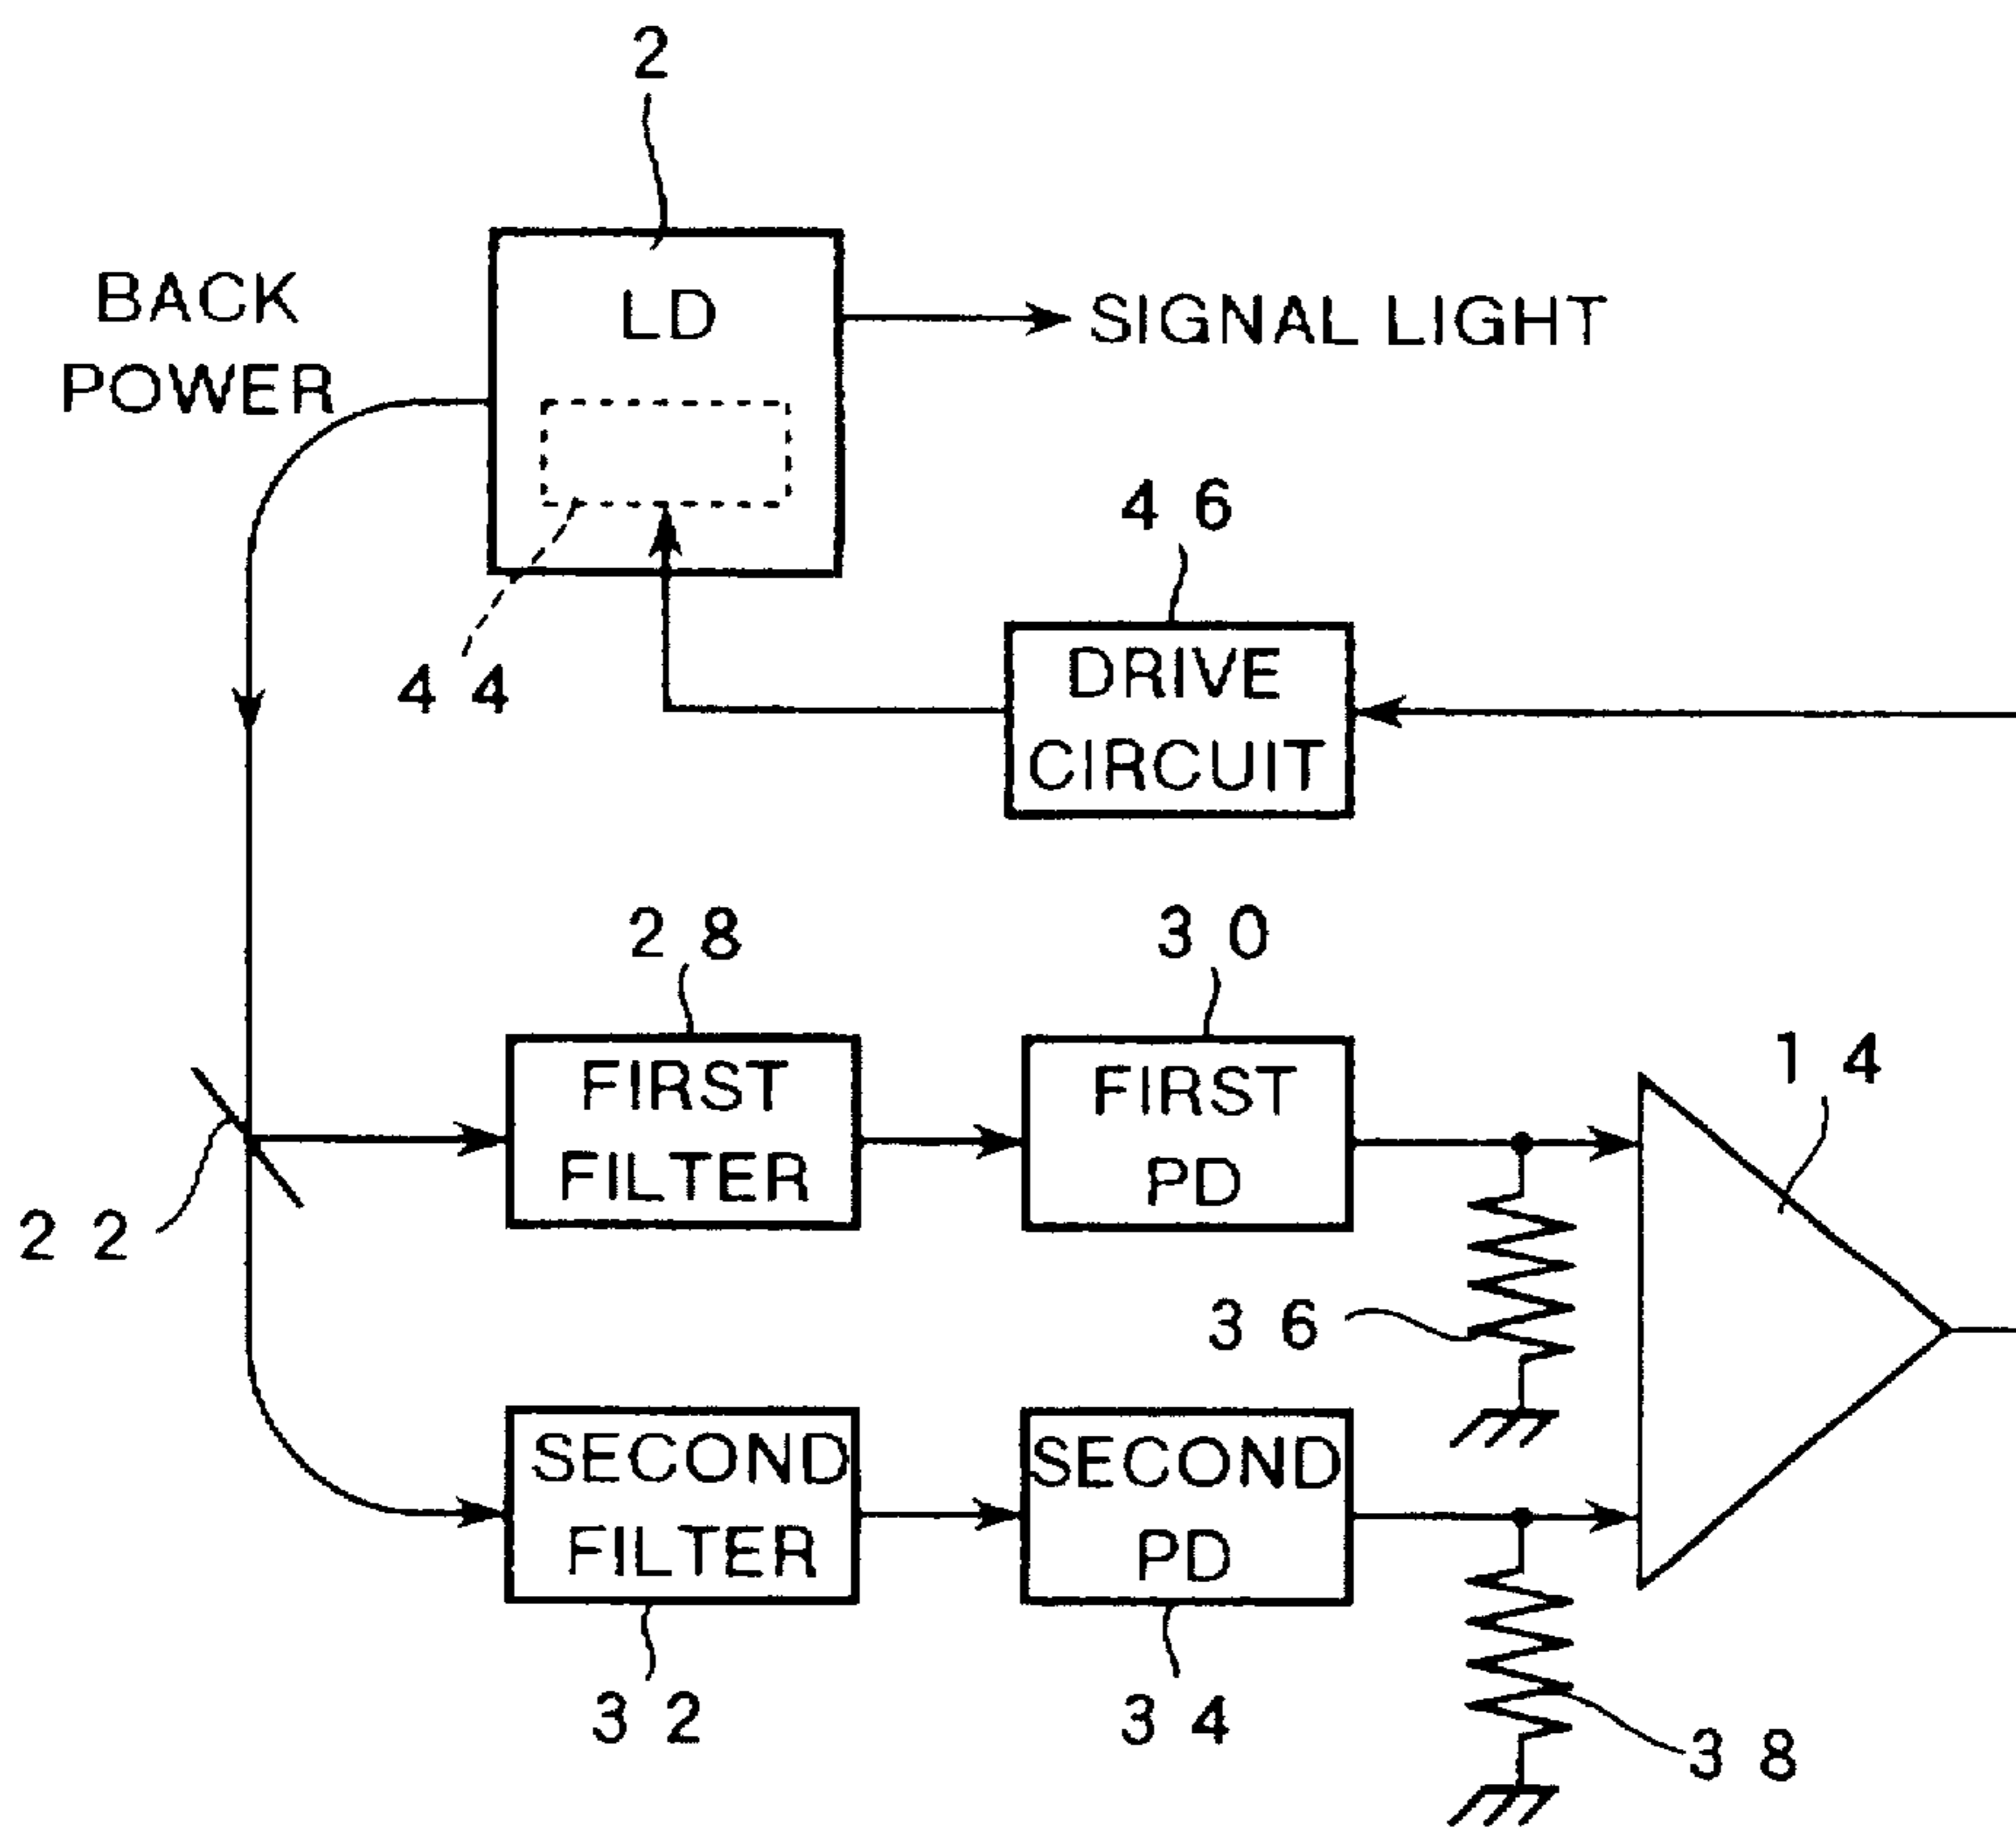 2
BACK
POWER
LD
SIGNAL LIGHT
46
44
DRIVE
CIRCUIT
28
30
14
FIRST
FILTER
FIRST
PD
22
36
SECOND
FILTER
SECOND
PD
32
34
38